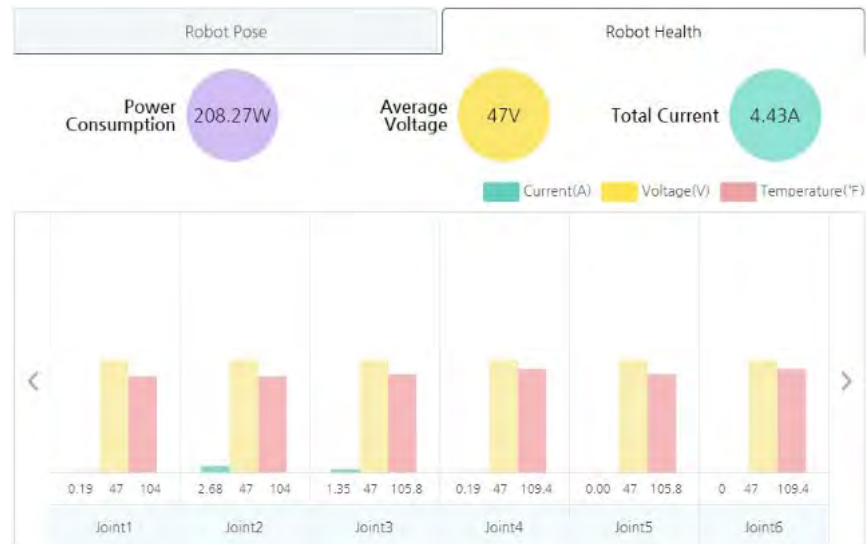 Robot Pose
Robot Health
Power
Consumption
208.27W
Average
Voltage
47V
Total Current
4.43A
Current(A)
Voltage(V)
Temperature(°F)
0.19 47 104
2.68 47 104
1.35 47 105.8
0.19 47 109.4
0.00 47 105.8
0 47 109.4
Joint1
Joint2
Joint3
Joint4
Joint5
Joint6